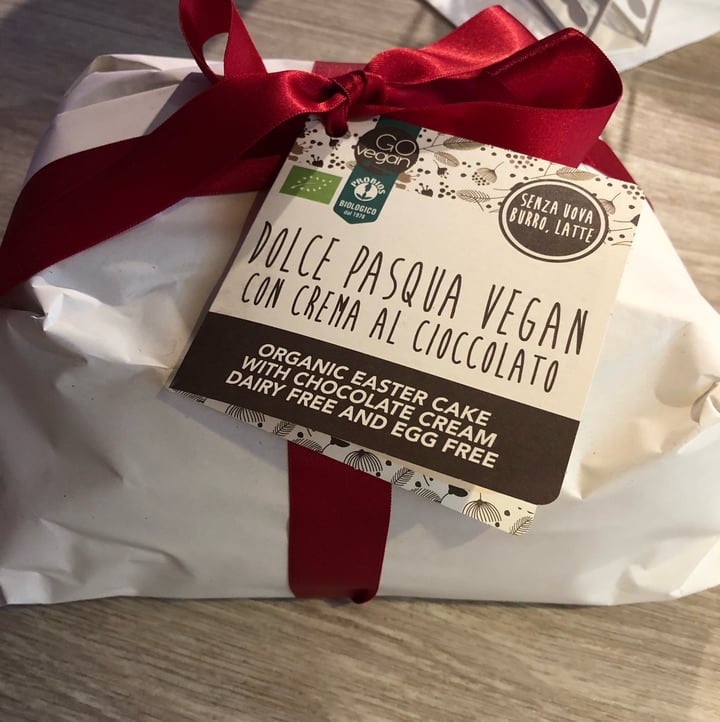 GO
vegan
PROBIOS
BIOLOGICO
dal 1978
SENZA UOVA
BURRO, LATTE
DOLCE PASQUA VEGAN
CON CREMA AL CIOCCOLATO
ORGANIC EASTER CAKE
WITH CHOCOLATE CREAM
DAIRY FREE AND EGG FREE